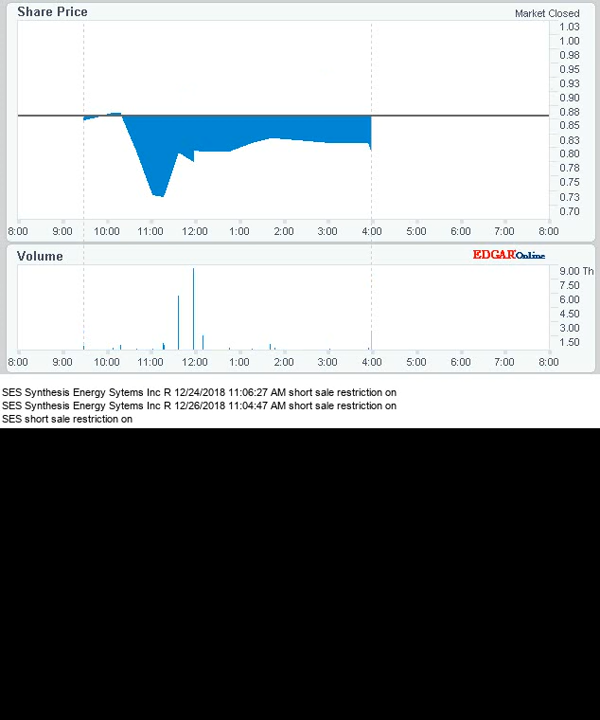 Share Price
Market Closed
1.03
1.00
0.98
0.95
0.93
0.90
0.88
0.85
0.83
0.80
0.78
0.75
0.73
0.70
8:00 9:00 10:00 11:00 12:00 1:00 2:00 3:00 4:00 5:00 6:00 7:00 8:00
Volume
EDGAR Online
9.00 Th
7.50
6.00
4.50
3.00
1.50
8:00 9:00 10:00 11:00 12:00 1:00 2:00 3:00 4:00 5:00 6:00 7:00 8:00
SES Synthesis Energy Sytems Inc R 12/24/2018 11:06:27 AM short sale restriction on
SES Synthesis Energy Sytems Inc R 12/26/2018 11:04:47 AM short sale restriction on
SES short sale restriction on